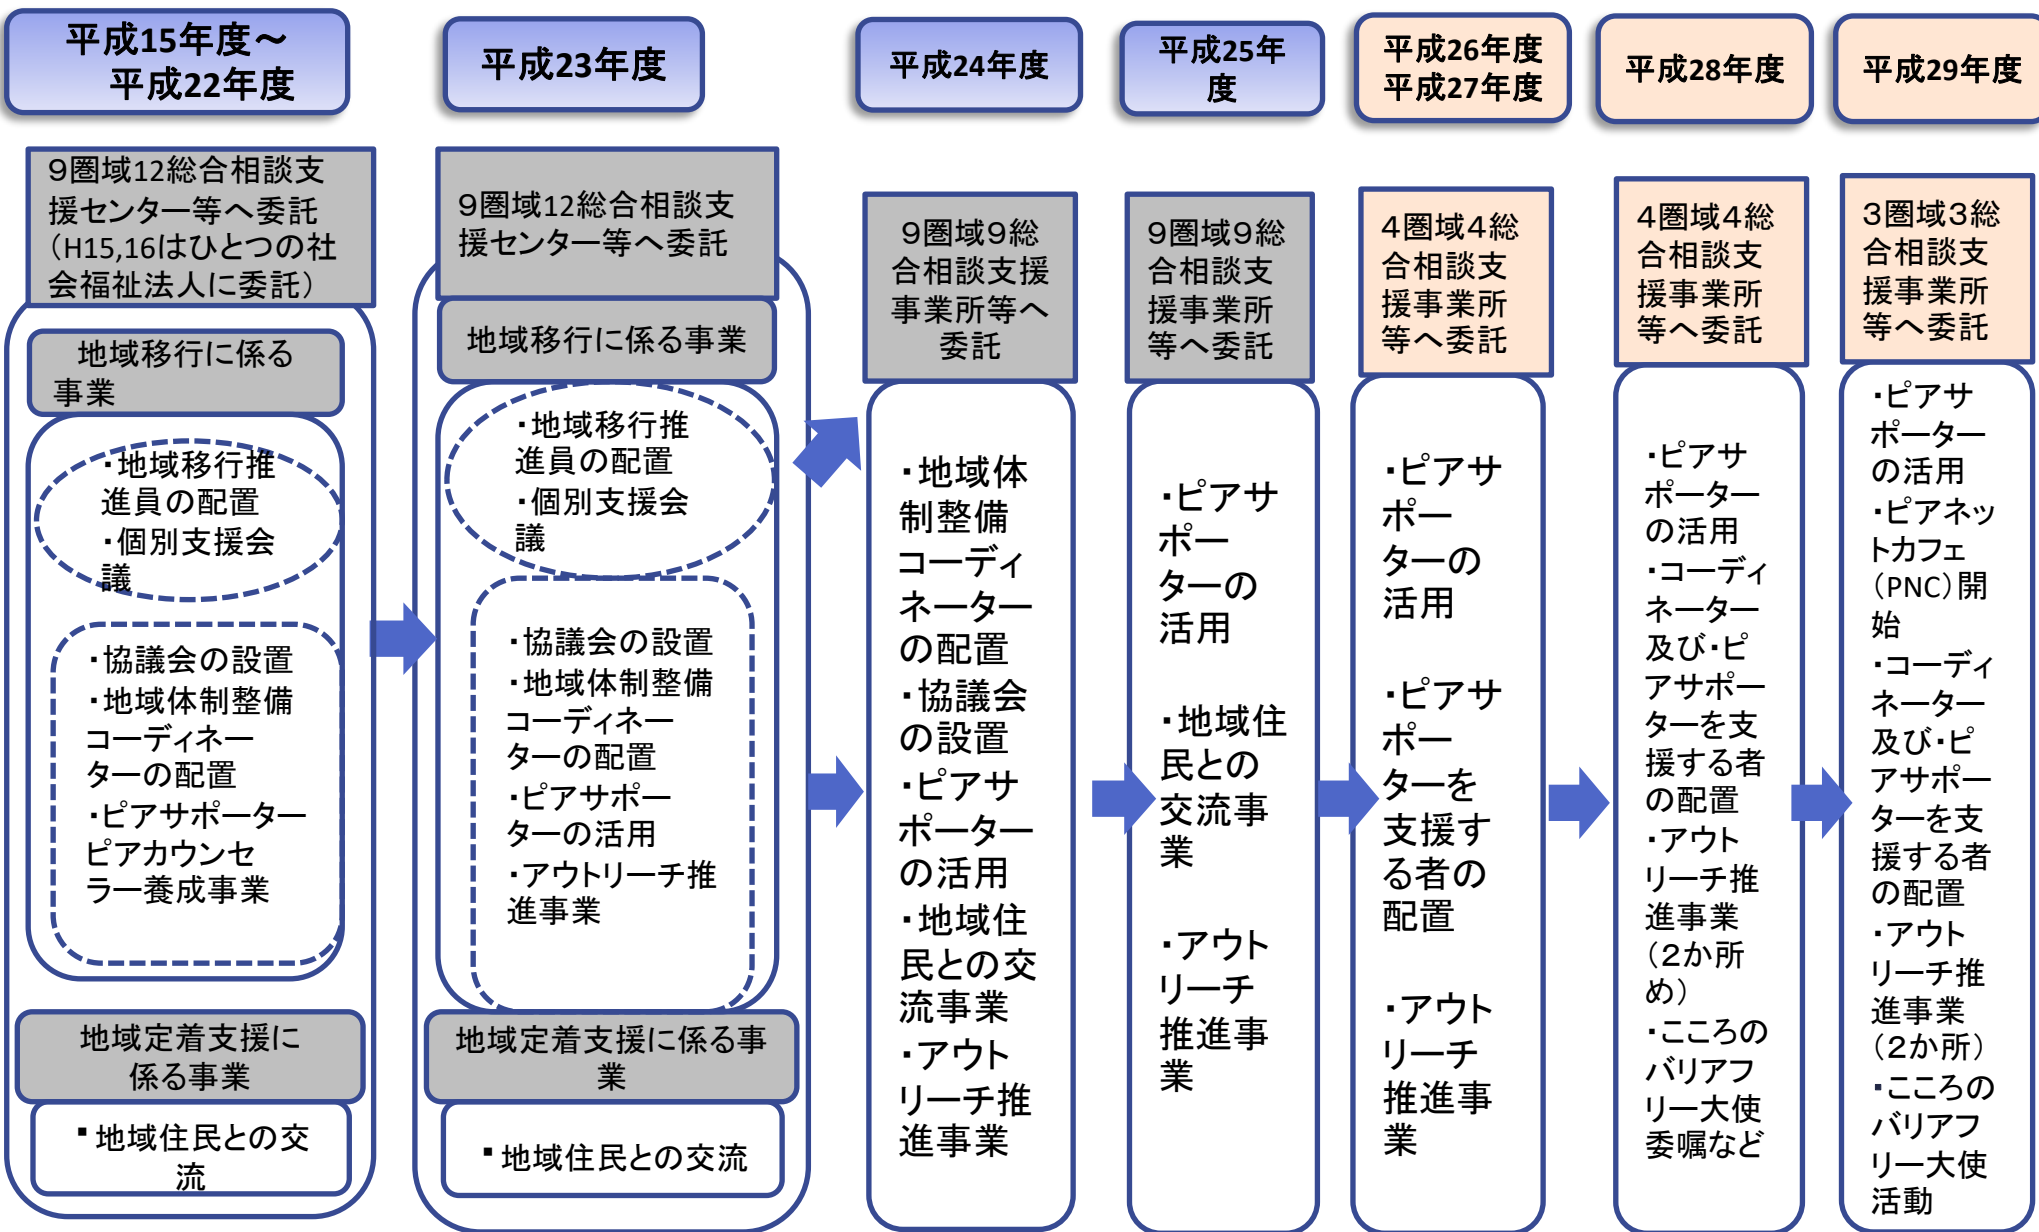 平成15年度～
平成22年度
９圏域12総合相談支
援センター等へ委託
（H15,16はひとつの社
会福祉法人に委託）
地域移行に係る
事業
・地域移行推
進員の配置
・個別支援会
議
・協議会の設置
・地域体制整備
コーディネー
ターの配置
・ピアサポーター
ピアカウンセ
ラー養成事業
地域定着支援に
係る事業
▪地域住民との交
流
平成23年度
９圏域12総合相談支
援センター等へ委託
地域移行に係る事業
・地域移行推
進員の配置
・個別支援会
議
・協議会の設置
・地域体制整備
コーディネー
ターの配置
・ピアサポー
ターの活用
・アウトリーチ推
進事業
地域定着支援に係る事
業
▪地域住民との交流
平成24年度
９圏域９総
合相談支援
事業所等へ
委託
・地域体
制整備
コーディ
ネーター
の配置
・協議会
の設置
・ピアサ
ポーター
の活用
・地域住
民との交
流事業
・アウト
リーチ推
進事業
平成25年
度
９圏域９総
合相談支
援事業所
等へ委託
・ピアサ
ポー
ターの
活用
・地域住
民との
交流事
業
・アウト
リーチ
推進事
業
平成26年度
平成27年度
４圏域４総
合相談支
援事業所
等へ委託
・ピアサ
ポー
ターの
活用
・ピアサ
ポー
ターを
支援す
る者の
配置
・アウト
リーチ
推進事
業
平成28年度
４圏域４総
合相談支
援事業所
等へ委託
・ピアサ
ポーター
の活用
・コーディ
ネーター
及び・ピ
アサポー
ターを支
援する者
の配置
・アウト
リーチ推
進事業
（２か所
め）
・こころの
バリアフ
リー大使
委嘱など
平成29年度
３圏域３総
合相談支
援事業所
等へ委託
・ピアサ
ポーター
の活用
・ピアネッ
トカフェ
（PNC）開
始
・コーディ
ネーター
及び・ピ
アサポー
ターを支
援する者
の配置
・アウト
リーチ推
進事業
（２か所）
・こころの
バリアフ
リー大使
活動